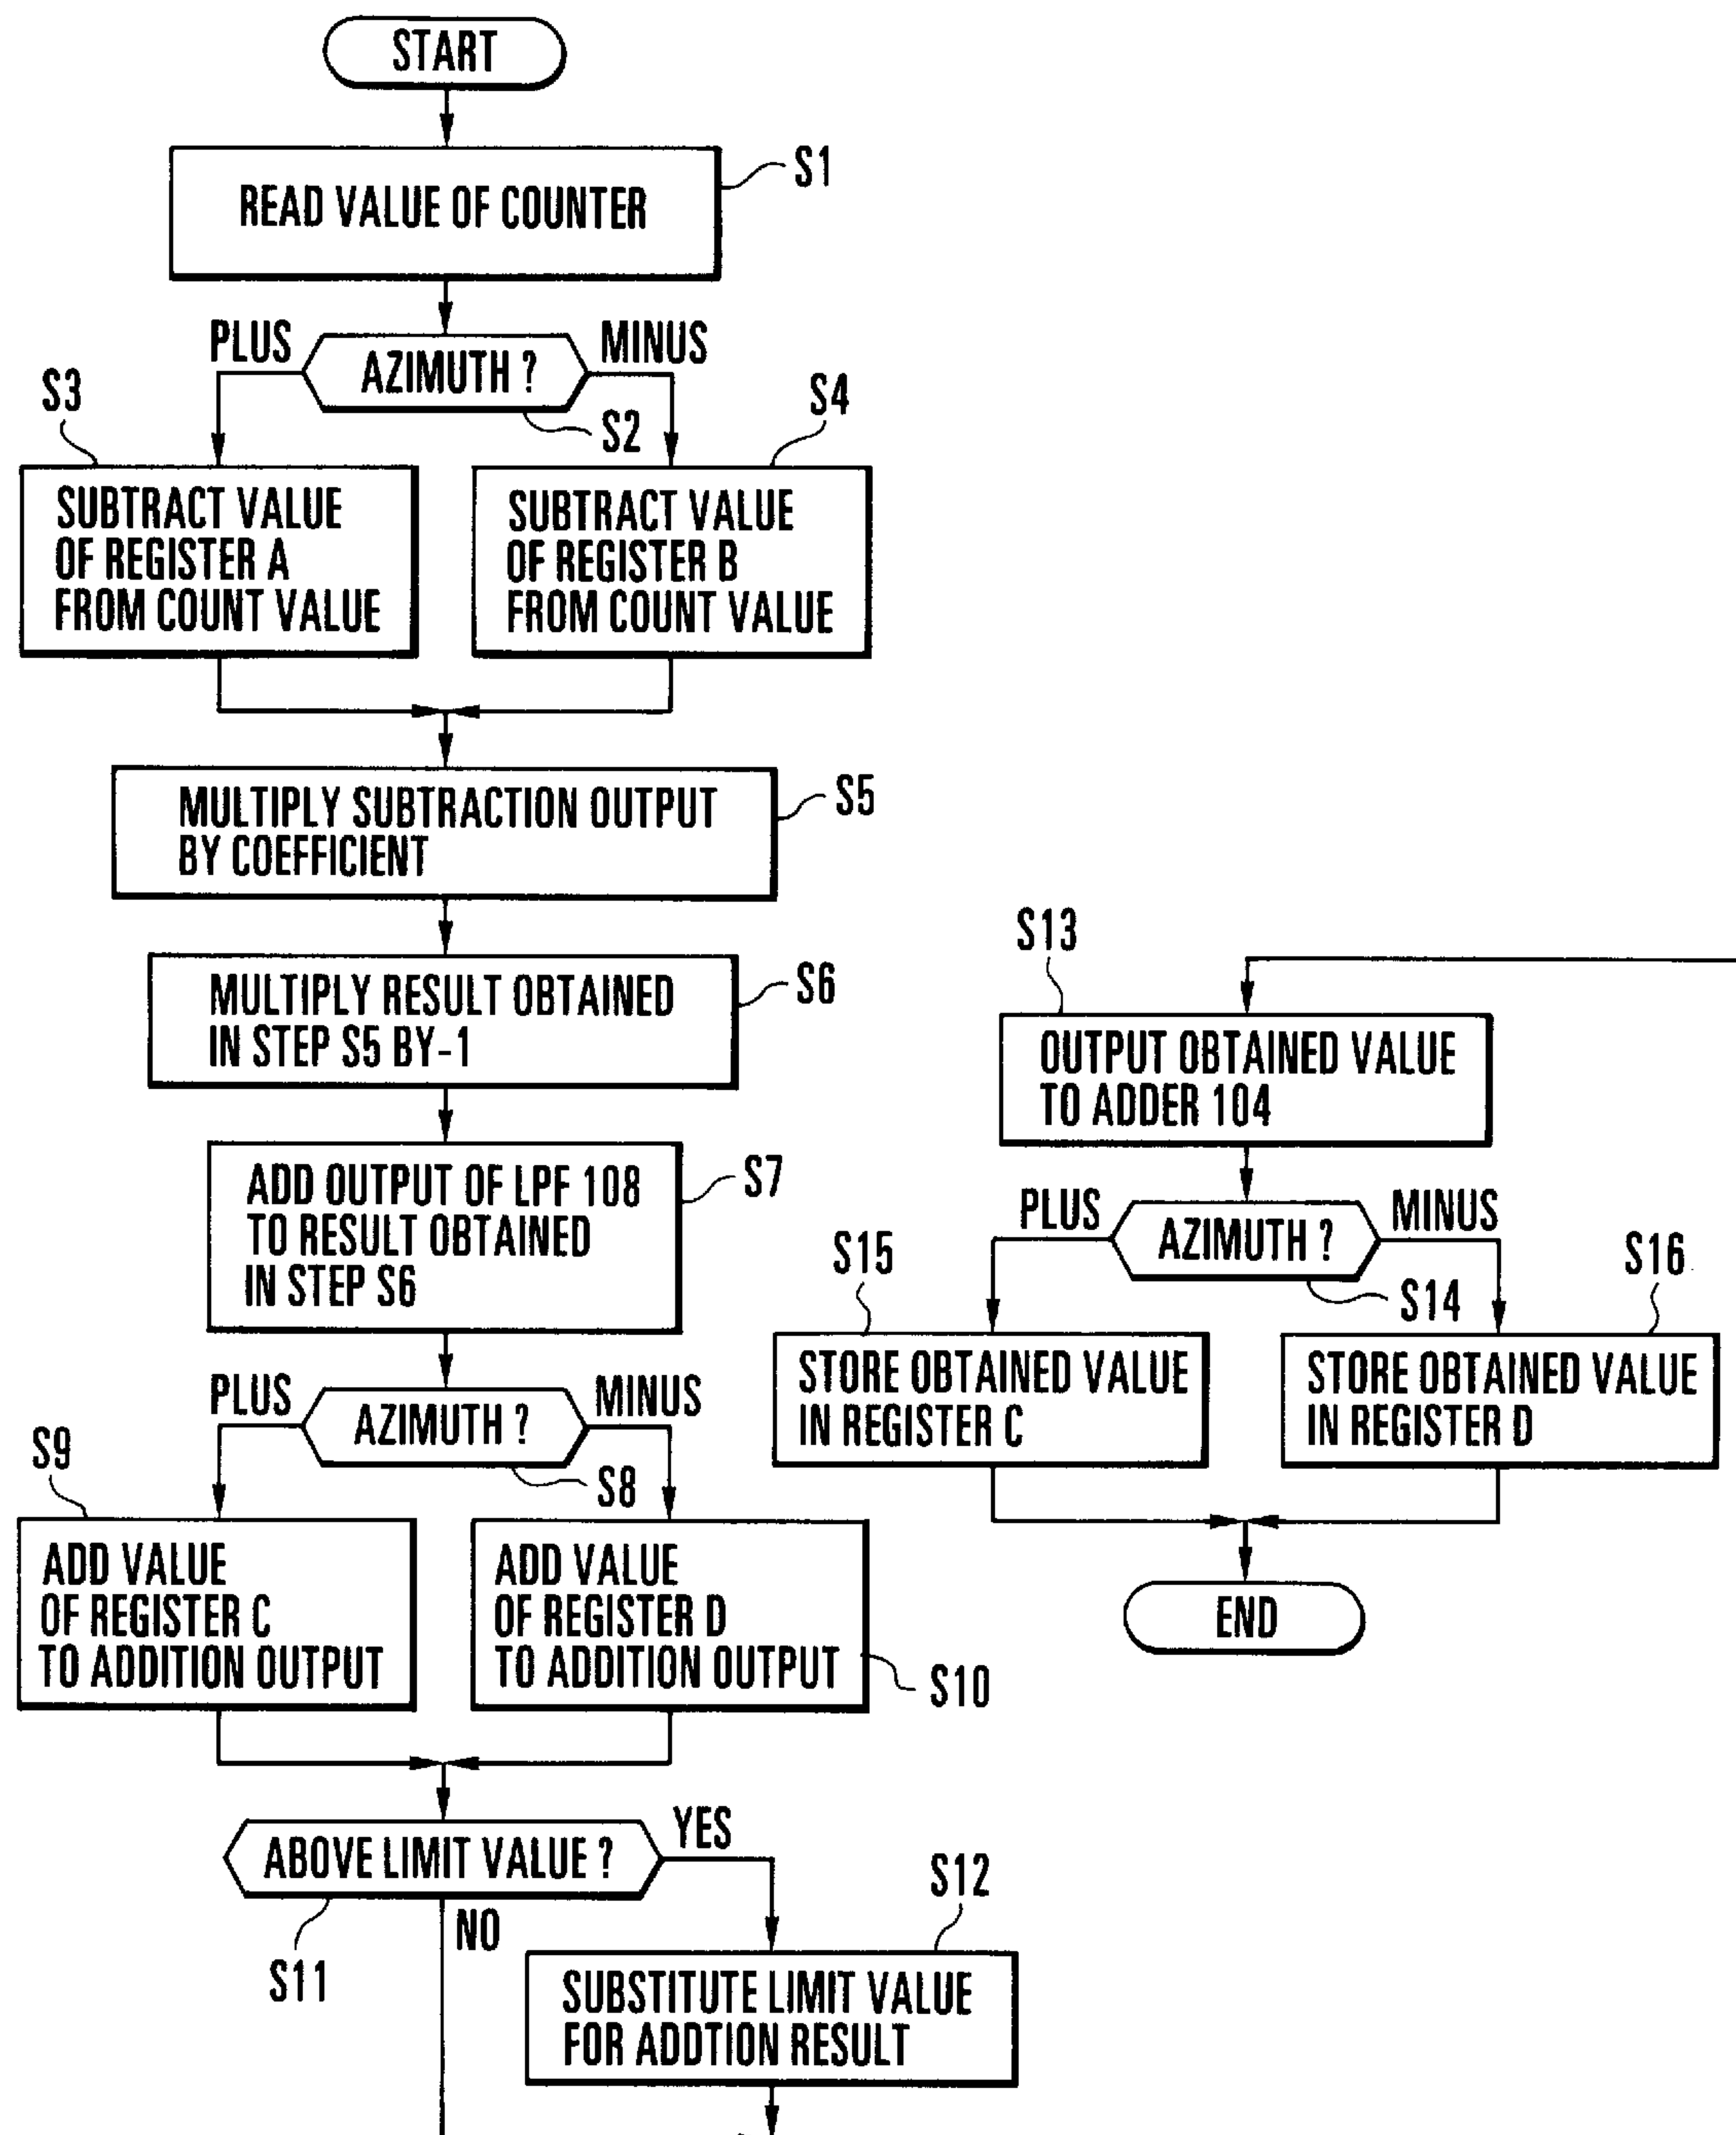 START
READ VALUE OF COUNTER
S1
PLUS
AZIMUTH ?
MINUS
S2
S3
S4
SUBTRACT VALUE
OF REGISTER A
FROM COUNT VALUE
SUBTRACT VALUE
OF REGISTER B
FROM COUNT VALUE
MULTIPLY SUBTRACTION OUTPUT
BY COEFFICIENT
S5
MULTIPLY RESULT OBTAINED
IN STEP S5 BY-1
S6
ADD OUTPUT OF LPF 108
TO RESULT OBTAINED
IN STEP S6
S7
PLUS
AZIMUTH ?
MINUS
S8
S9
ADD VALUE
OF REGISTER C
TO ADDITION OUTPUT
ADD VALUE
OF REGISTER D
TO ADDITION OUTPUT
S10
ABOVE LIMIT VALUE ?
YES
NO
S11
S12
SUBSTITUTE LIMIT VALUE
FOR ADDTION RESULT
S13
OUTPUT OBTAINED VALUE
TO ADDER 104
PLUS
AZIMUTH ?
MINUS
S14
S15
S16
STORE OBTAINED VALUE
IN REGISTER C
STORE OBTAINED VALUE
IN REGISTER D
END